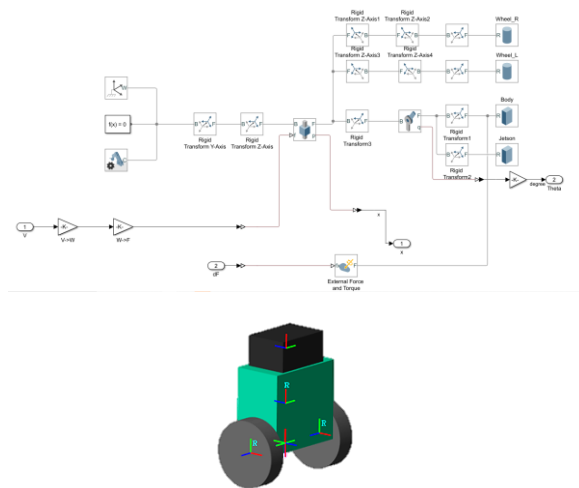 Rigid
Transform Z-Axis1
Rigid
Transform Z-Axis2
Wheel_R
F
B
F
B
R
Rigid
Transform Z-Axis3
Rigid
Transform Z-Axis4
Wheel_L
F
B
F
B
R
W
f(x) = 0
C
B
F
B
F
B
F
Rigid
Transform Y-Axis
Rigid
Transform Z-Axis
B
F
Rigid
Transform3
B
F
Rigid
Transform1
Body
R
Rigid
Transform2
Jetson
R
-K-
degree
2
Theta
1
V
-K-
V->W
-K-
W->F
x
1
x
2
dF
F
External Force
and Torque
R
R
R